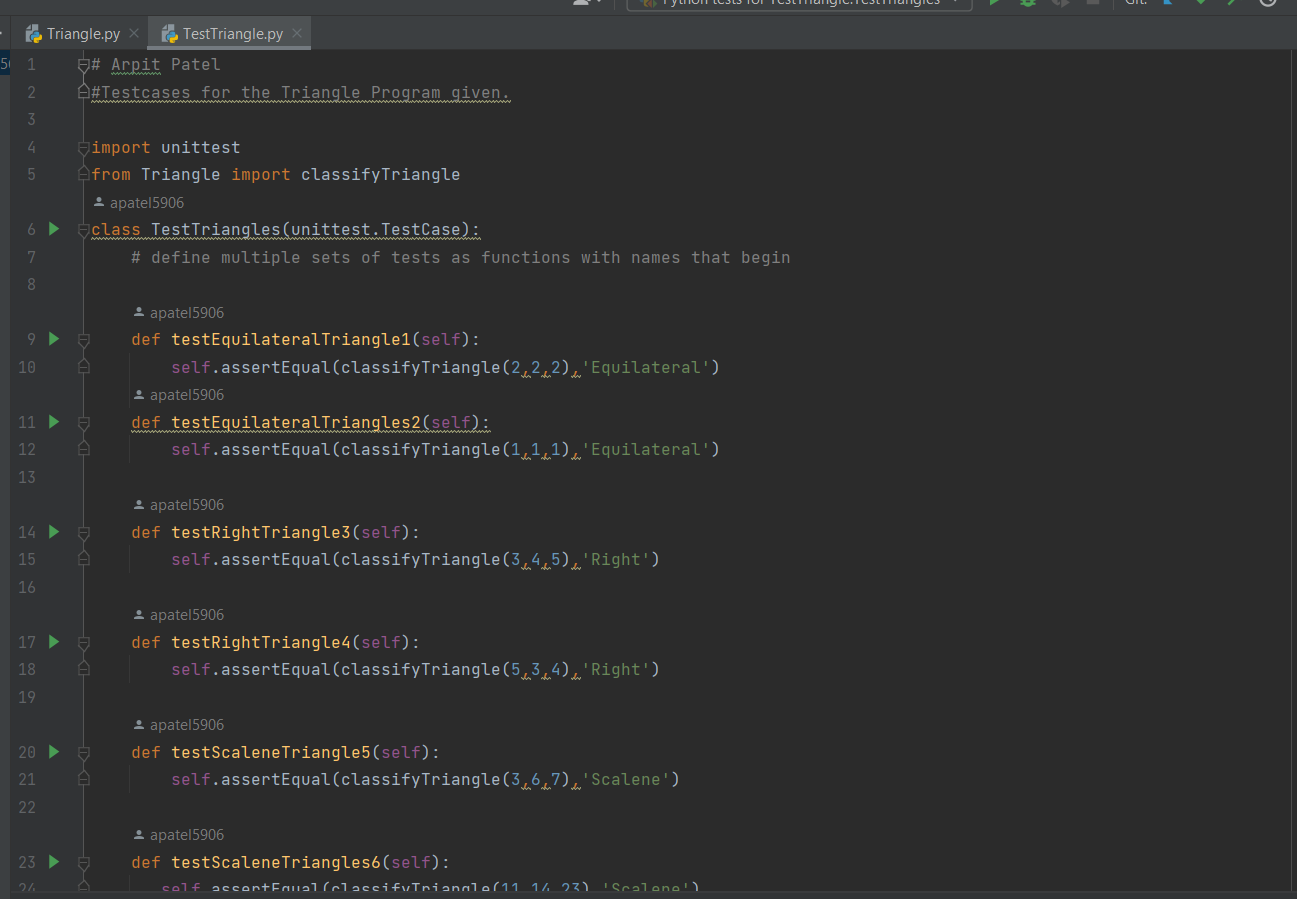 Python tests for TestTriangle.TestTriangles
Git:
Triangle.py
TestTriangle.py
1 # Arpit Patel
2 #Testcases for the Triangle Program given.
3
4 import unittest
5 from Triangle import classifyTriangle
apatel5906
6 class TestTriangles(unittest.TestCase):
7 # define multiple sets of tests as functions with names that begin
8
apatel5906
9 def testEquilateralTriangle1(self):
10 self.assertEqual(classifyTriangle(2,2,2),'Equilateral')
apatel5906
11 def testEquilateralTriangles2(self):
12 self.assertEqual(classifyTriangle(1,1,1),'Equilateral')
13
apatel5906
14 def testRightTriangle3(self):
15 self.assertEqual(classifyTriangle(3,4,5),'Right')
16
apatel5906
17 def testRightTriangle4(self):
18 self.assertEqual(classifyTriangle(5,3,4),'Right')
19
apatel5906
20 def testScaleneTriangle5(self):
21 self.assertEqual(classifyTriangle(3,6,7),'Scalene')
22
apatel5906
23 def testScaleneTriangles6(self):
24 self.assertEqual(classifyTriangle(11,14,23),'Scalene')